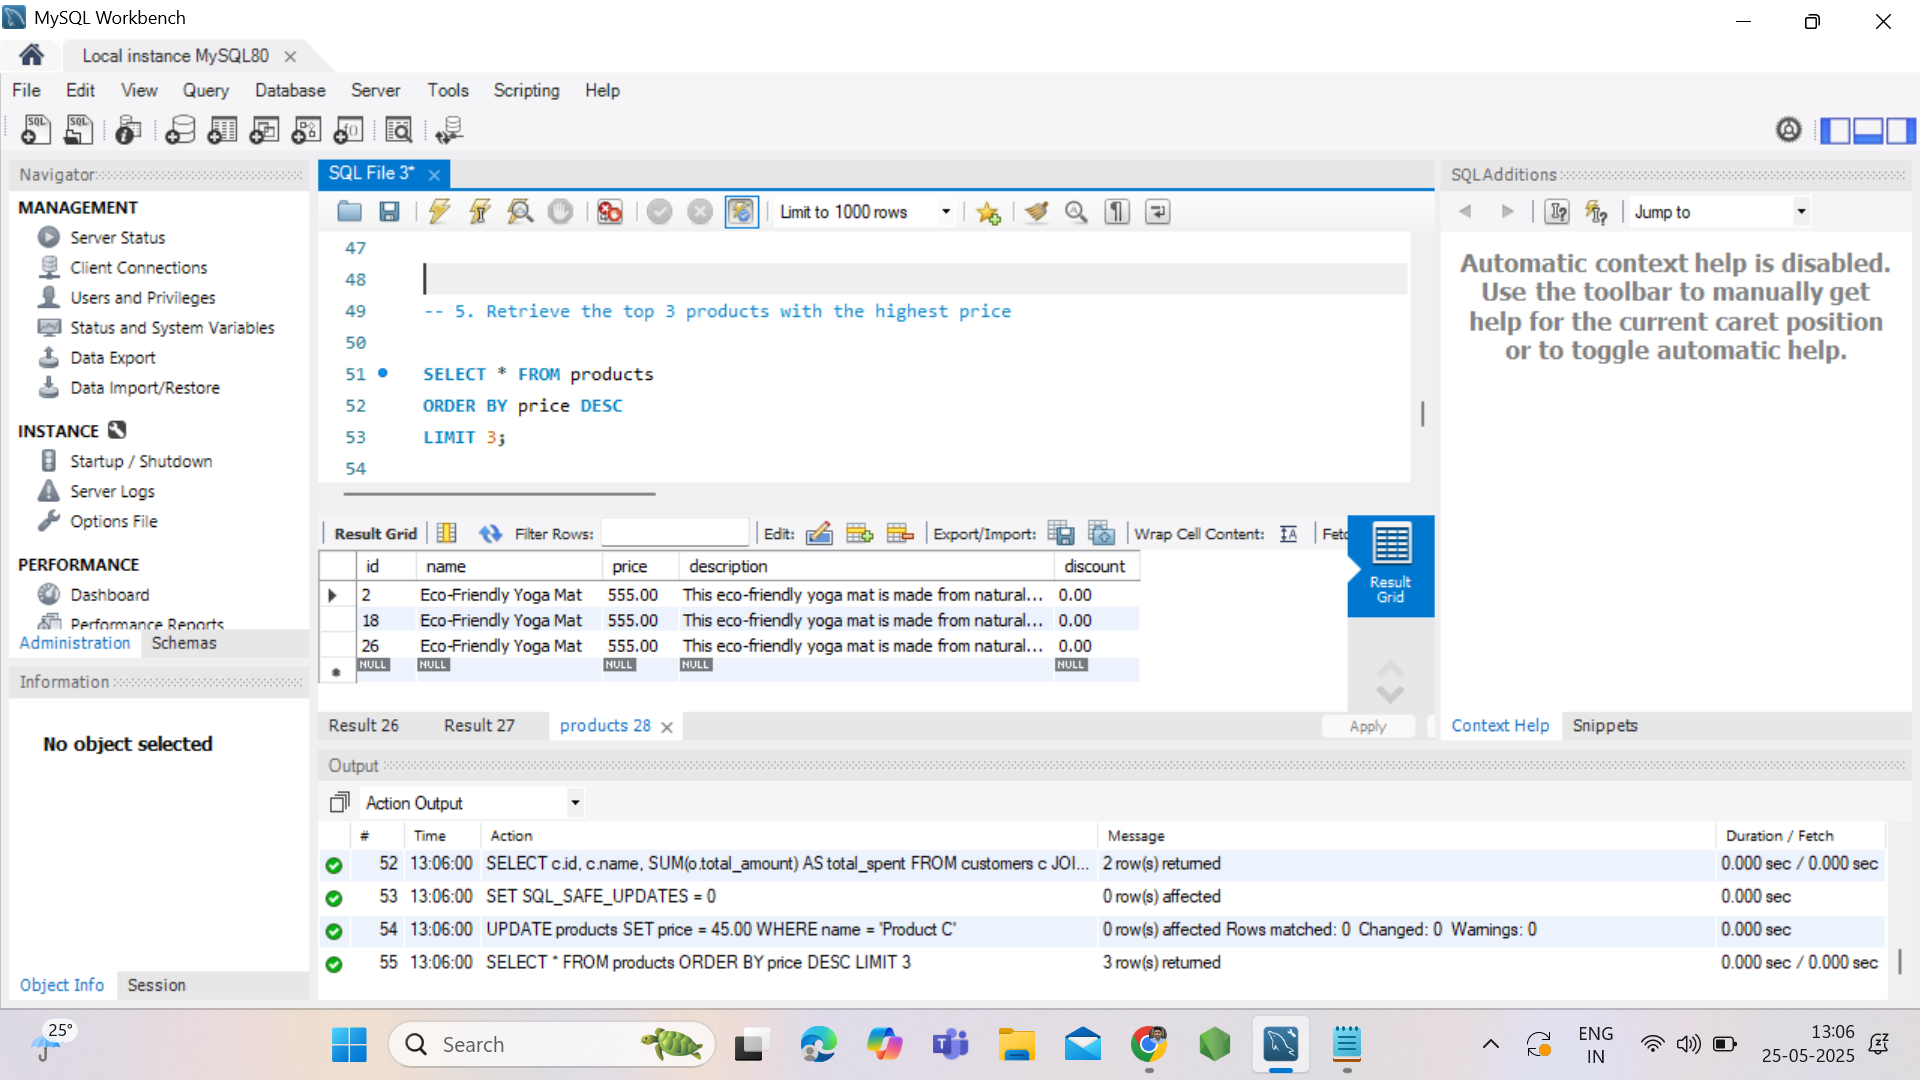 MySQL Workbench
Local instance MySQL80
File Edit View Query Database Server Tools Scripting Help
Navigator
MANAGEMENT
Server Status
Client Connections
Users and Privileges
Status and System Variables
Data Export
Data Import/Restore
INSTANCE
Startup / Shutdown
Server Logs
Options File
PERFORMANCE
Dashboard
Performance Reports
Administration Schemas
Information
No object selected
Object Info Session
SQL File 3*
Limit to 1000 rows
47
48
49 -- 5. Retrieve the top 3 products with the highest price
50
51 SELECT * FROM products
52 ORDER BY price DESC
53 LIMIT 3;
54
Result Grid Filter Rows: Edit: Export/Import: Wrap Cell Content: Fetc
id name price description discount
2 Eco-Friendly Yoga Mat 555.00 This eco-friendly yoga mat is made from natural... 0.00
18 Eco-Friendly Yoga Mat 555.00 This eco-friendly yoga mat is made from natural... 0.00
26 Eco-Friendly Yoga Mat 555.00 This eco-friendly yoga mat is made from natural... 0.00
NULL NULL NULL NULL NULL
Result
Grid
Result 26 Result 27 products 28 Apply
SQLAdditions
Jump to
Automatic context help is disabled.
Use the toolbar to manually get
help for the current caret position
or to toggle automatic help.
Context Help Snippets
Output
Action Output
# Time Action Message Duration / Fetch
52 13:06:00 SELECT c.id, c.name, SUM(o.total_amount) AS total_spent FROM customers c JOI... 2 row(s) returned 0.000 sec / 0.000 sec
53 13:06:00 SET SQL_SAFE_UPDATES = 0 0 row(s) affected 0.000 sec
54 13:06:00 UPDATE products SET price = 45.00 WHERE name = 'Product C' 0 row(s) affected Rows matched: 0 Changed: 0 Warnings: 0 0.000 sec
55 13:06:00 SELECT * FROM products ORDER BY price DESC LIMIT 3 3 row(s) returned 0.000 sec / 0.000 sec
25°
Search
ENG
IN
13:06
25-05-2025